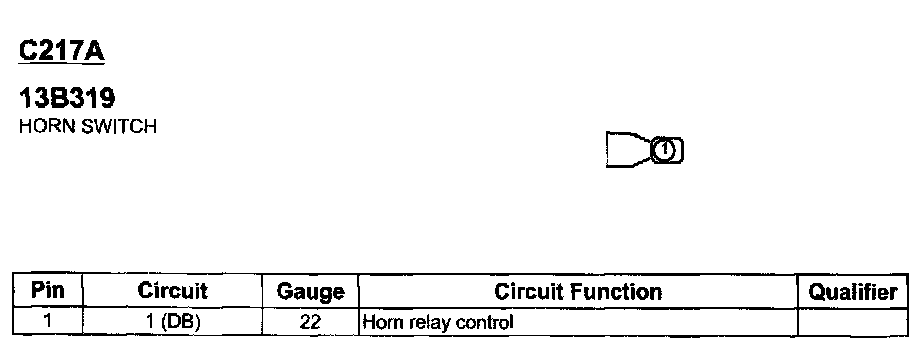 C217A
13B319
HORN SWITCH
1
Pin Circuit Gauge Circuit Function Qualifier
1 1 (DB) 22 Horn relay control